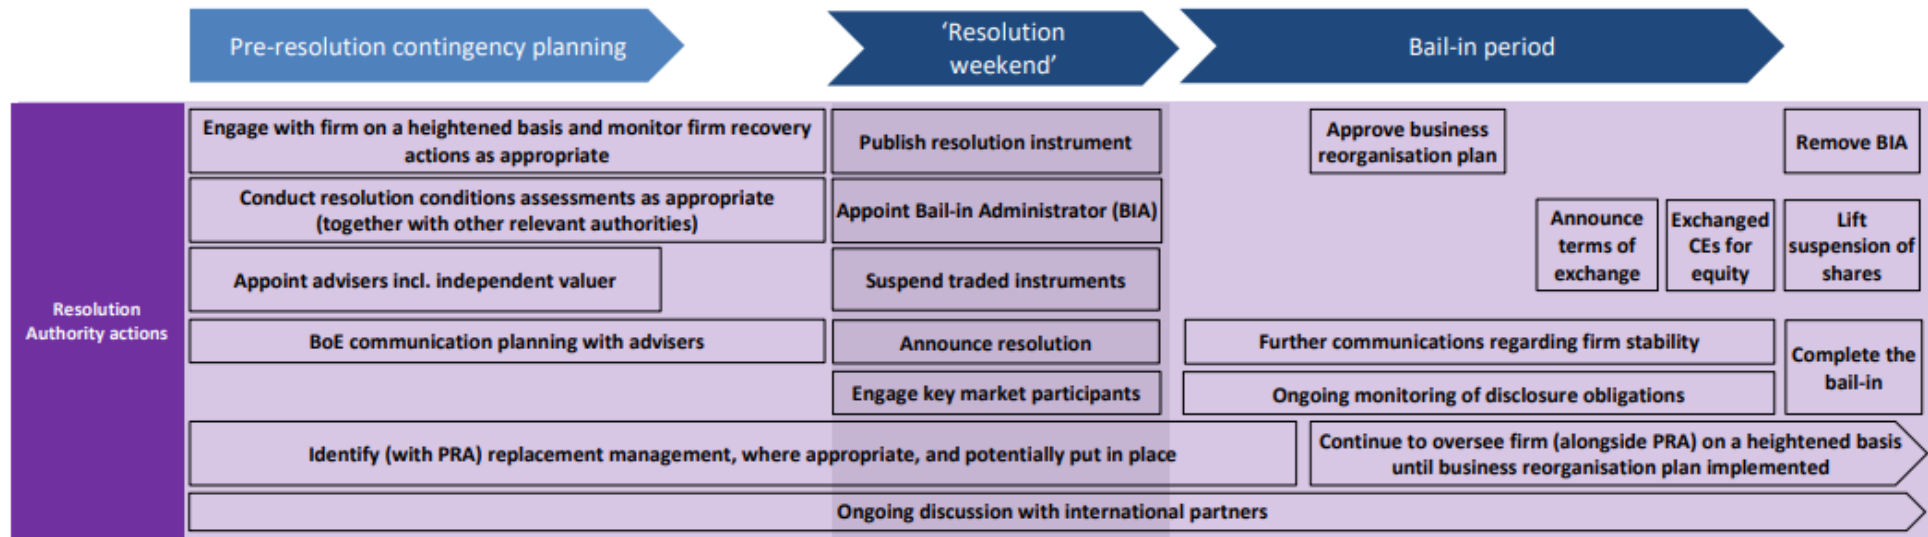 Pre-resolution contingency planning
‘Resolution
weekend’
Bail-in period
Resolution
Authority actions
Engage with firm on a heightened basis and monitor firm recovery
actions as appropriate
Publish resolution instrument
Approve business
reorganisation plan
Remove BIA
Conduct resolution conditions assessments as appropriate
(together with other relevant authorities)
Appoint Bail-in Administrator (BIA)
Announce
terms of
exchange
Exchanged
CEs for
equity
Lift
suspension of
shares
Appoint advisers incl. independent valuer
Suspend traded instruments
BoE communication planning with advisers
Announce resolution
Further communications regarding firm stability
Complete the
bail-in
Engage key market participants
Ongoing monitoring of disclosure obligations
Identify (with PRA) replacement management, where appropriate, and potentially put in place
Continue to oversee firm (alongside PRA) on a heightened basis
until business reorganisation plan implemented
Ongoing discussion with international partners